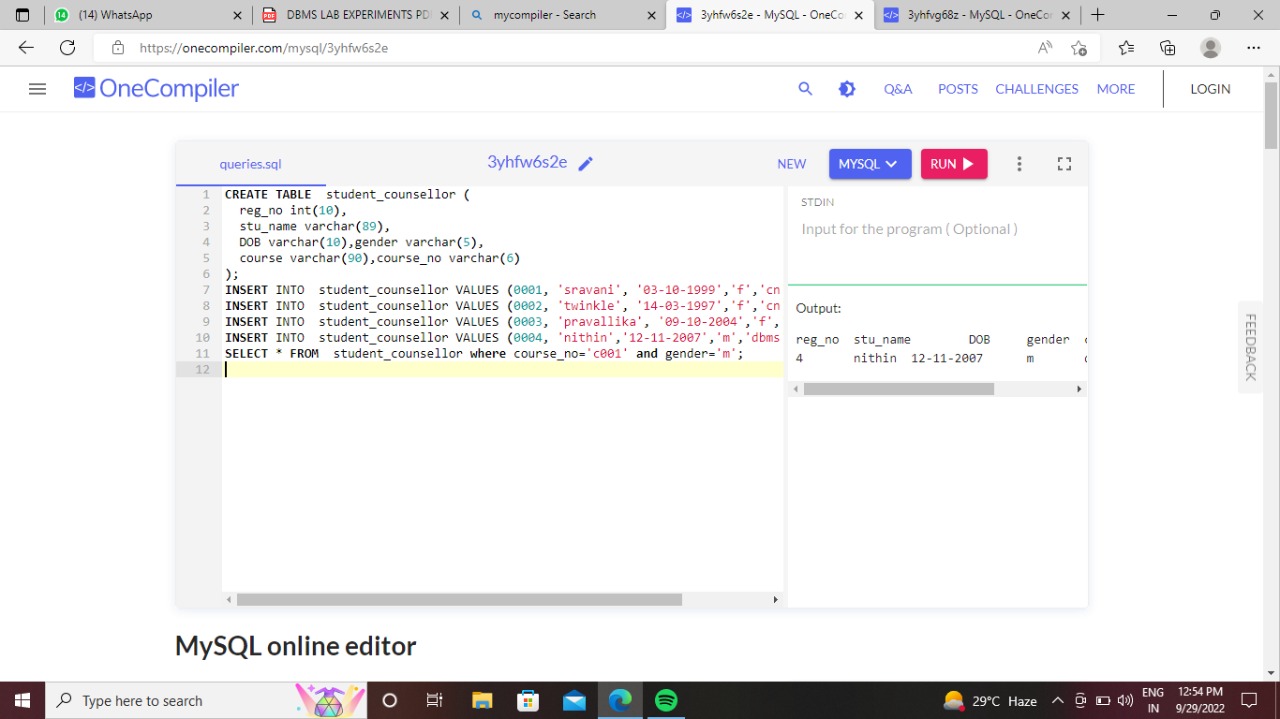 (14) WhatsApp
DBMS LAB EXPERIMENTS PD
mycompiler - Search
3yhfw6s2e - MySQL - OneCo
3yhfvg68z - MySQL - OneCor
https://onecompiler.com/mysql/3yhfw6s2e
OneCompiler
Q&A
POSTS
CHALLENGES
MORE
LOGIN
queries.sql
3yhfw6s2e
NEW
MYSQL
RUN
1 CREATE TABLE  student_counsellor (
2   reg_no int(10),
3   stu_name varchar(89),
4   DOB varchar(10),gender varchar(5),
5   course varchar(90),course_no varchar(6)
6 );
7 INSERT INTO  student_counsellor VALUES (0001, 'sravani', '03-10-1999','f','cn
8 INSERT INTO  student_counsellor VALUES (0002, 'twinkle', '14-03-1997','f','cn
9 INSERT INTO  student_counsellor VALUES (0003, 'pravallika', '09-10-2004','f',
10 INSERT INTO  student_counsellor VALUES (0004, 'nithin','12-11-2007','m','dbms
11 SELECT * FROM  student_counsellor where course_no='c001' and gender='m';
12
STDIN
Input for the program ( Optional )
Output:
reg_no stu_name DOB gender
4 nithin 12-11-2007 m
FEEDBACK
MySQL online editor
Type here to search
29°C Haze
ENG
IN
12:54 PM
9/29/2022